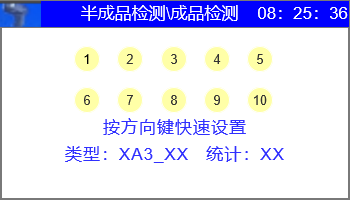 半成品检测\成品检测 08：25：36
1 2 3 4 5
6 7 8 9 10
按方向键快速设置
类型：XA3_XX 统计：XX